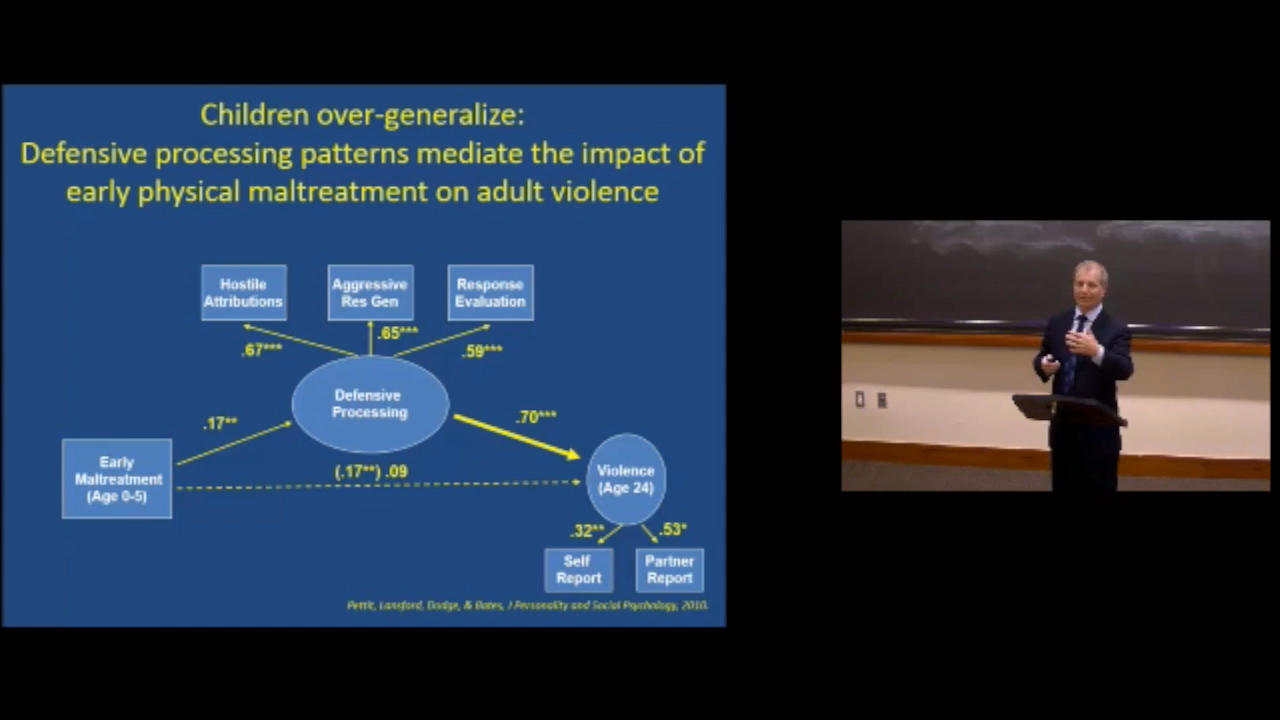 Children over-generalize:
Defensive processing patterns mediate the impact of
early physical maltreatment on adult violence
Hostile
Attributions
Aggressive
Res Gen
Response
Evaluation
.67***
.65***
.59***
Defensive
Processing
.17**
.70***
Early
Maltreatment
(Age 0-5)
(.17**) .09
Violence
(Age 24)
.32**
.53*
Self
Report
Partner
Report
Pettit, Lansford, Dodge, & Bates, J Personality and Social Psychology, 2010.